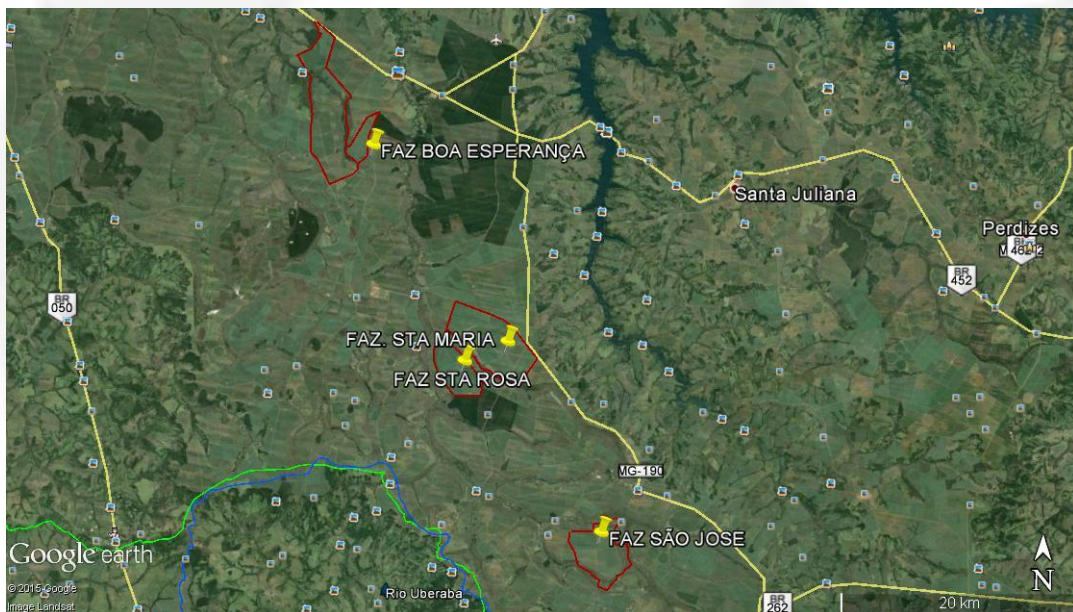 FAZ BOA ESPERANÇA
Santa Juliana
Perdizes
BR
452
BR
050
FAZ. STA MARIA
FAZ STA ROSA
MG-190
FAZ SÃO JOSE
Google earth
© 2015 Google
Image Landsat
Rio Uberaba
BR
262
20 km
N